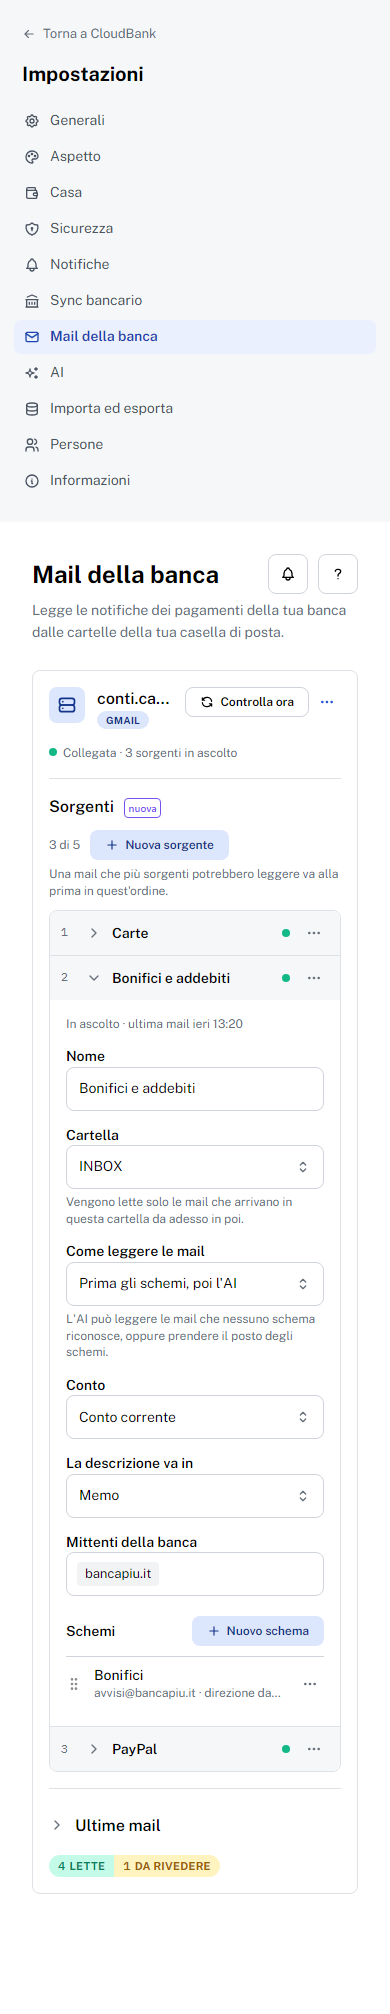 Torna a CloudBank
Impostazioni
Generali
Aspetto
Casa
Sicurezza
Notifiche
Sync bancario
Mail della banca
AI
Importa ed esporta
Persone
Informazioni
Mail della banca
?
Legge le notifiche dei pagamenti della tua banca
dalle cartelle della tua casella di posta.
conti.ca...
Controlla ora
GMAIL
Collegata · 3 sorgenti in ascolto
Sorgenti nuova
3 di 5
Nuova sorgente
Una mail che più sorgenti potrebbero leggere va alla
prima in quest'ordine.
1 Carte
2 Bonifici e addebiti
In ascolto · ultima mail ieri 13:20
Nome
Bonifici e addebiti
Cartella
INBOX
Vengono lette solo le mail che arrivano in
questa cartella da adesso in poi.
Come leggere le mail
Prima gli schemi, poi l'AI
L'AI può leggere le mail che nessuno schema
riconosce, oppure prendere il posto degli
schemi.
Conto
Conto corrente
La descrizione va in
Memo
Mittenti della banca
bancapiu.it
Schemi
Nuovo schema
Bonifici
avvisi@bancapiu.it · direzione da...
3 PayPal
Ultime mail
4 LETTE 1 DA RIVEDERE